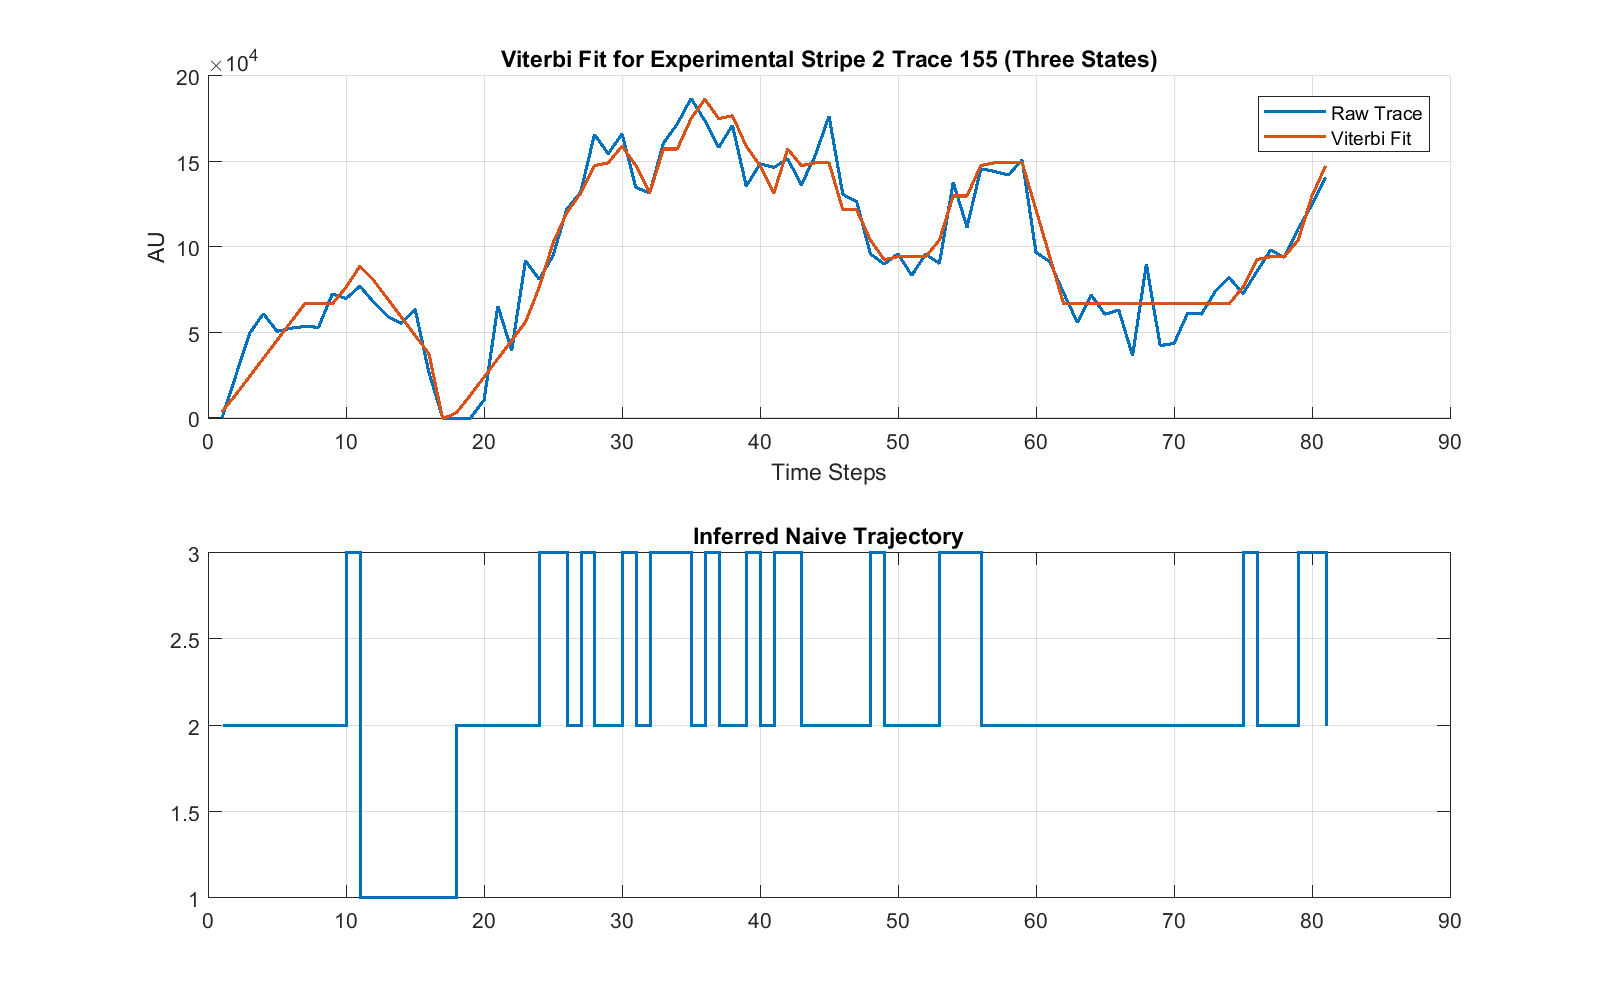 Viterbi Fit for Experimental Stripe 2 Trace 155 (Three States)
×10⁴
20
15
10
5
0
AU
Raw Trace
Viterbi Fit
0 10 20 30 40 50 60 70 80 90
Time Steps
Inferred Naive Trajectory
3
2.5
2
1.5
1
0 10 20 30 40 50 60 70 80 90